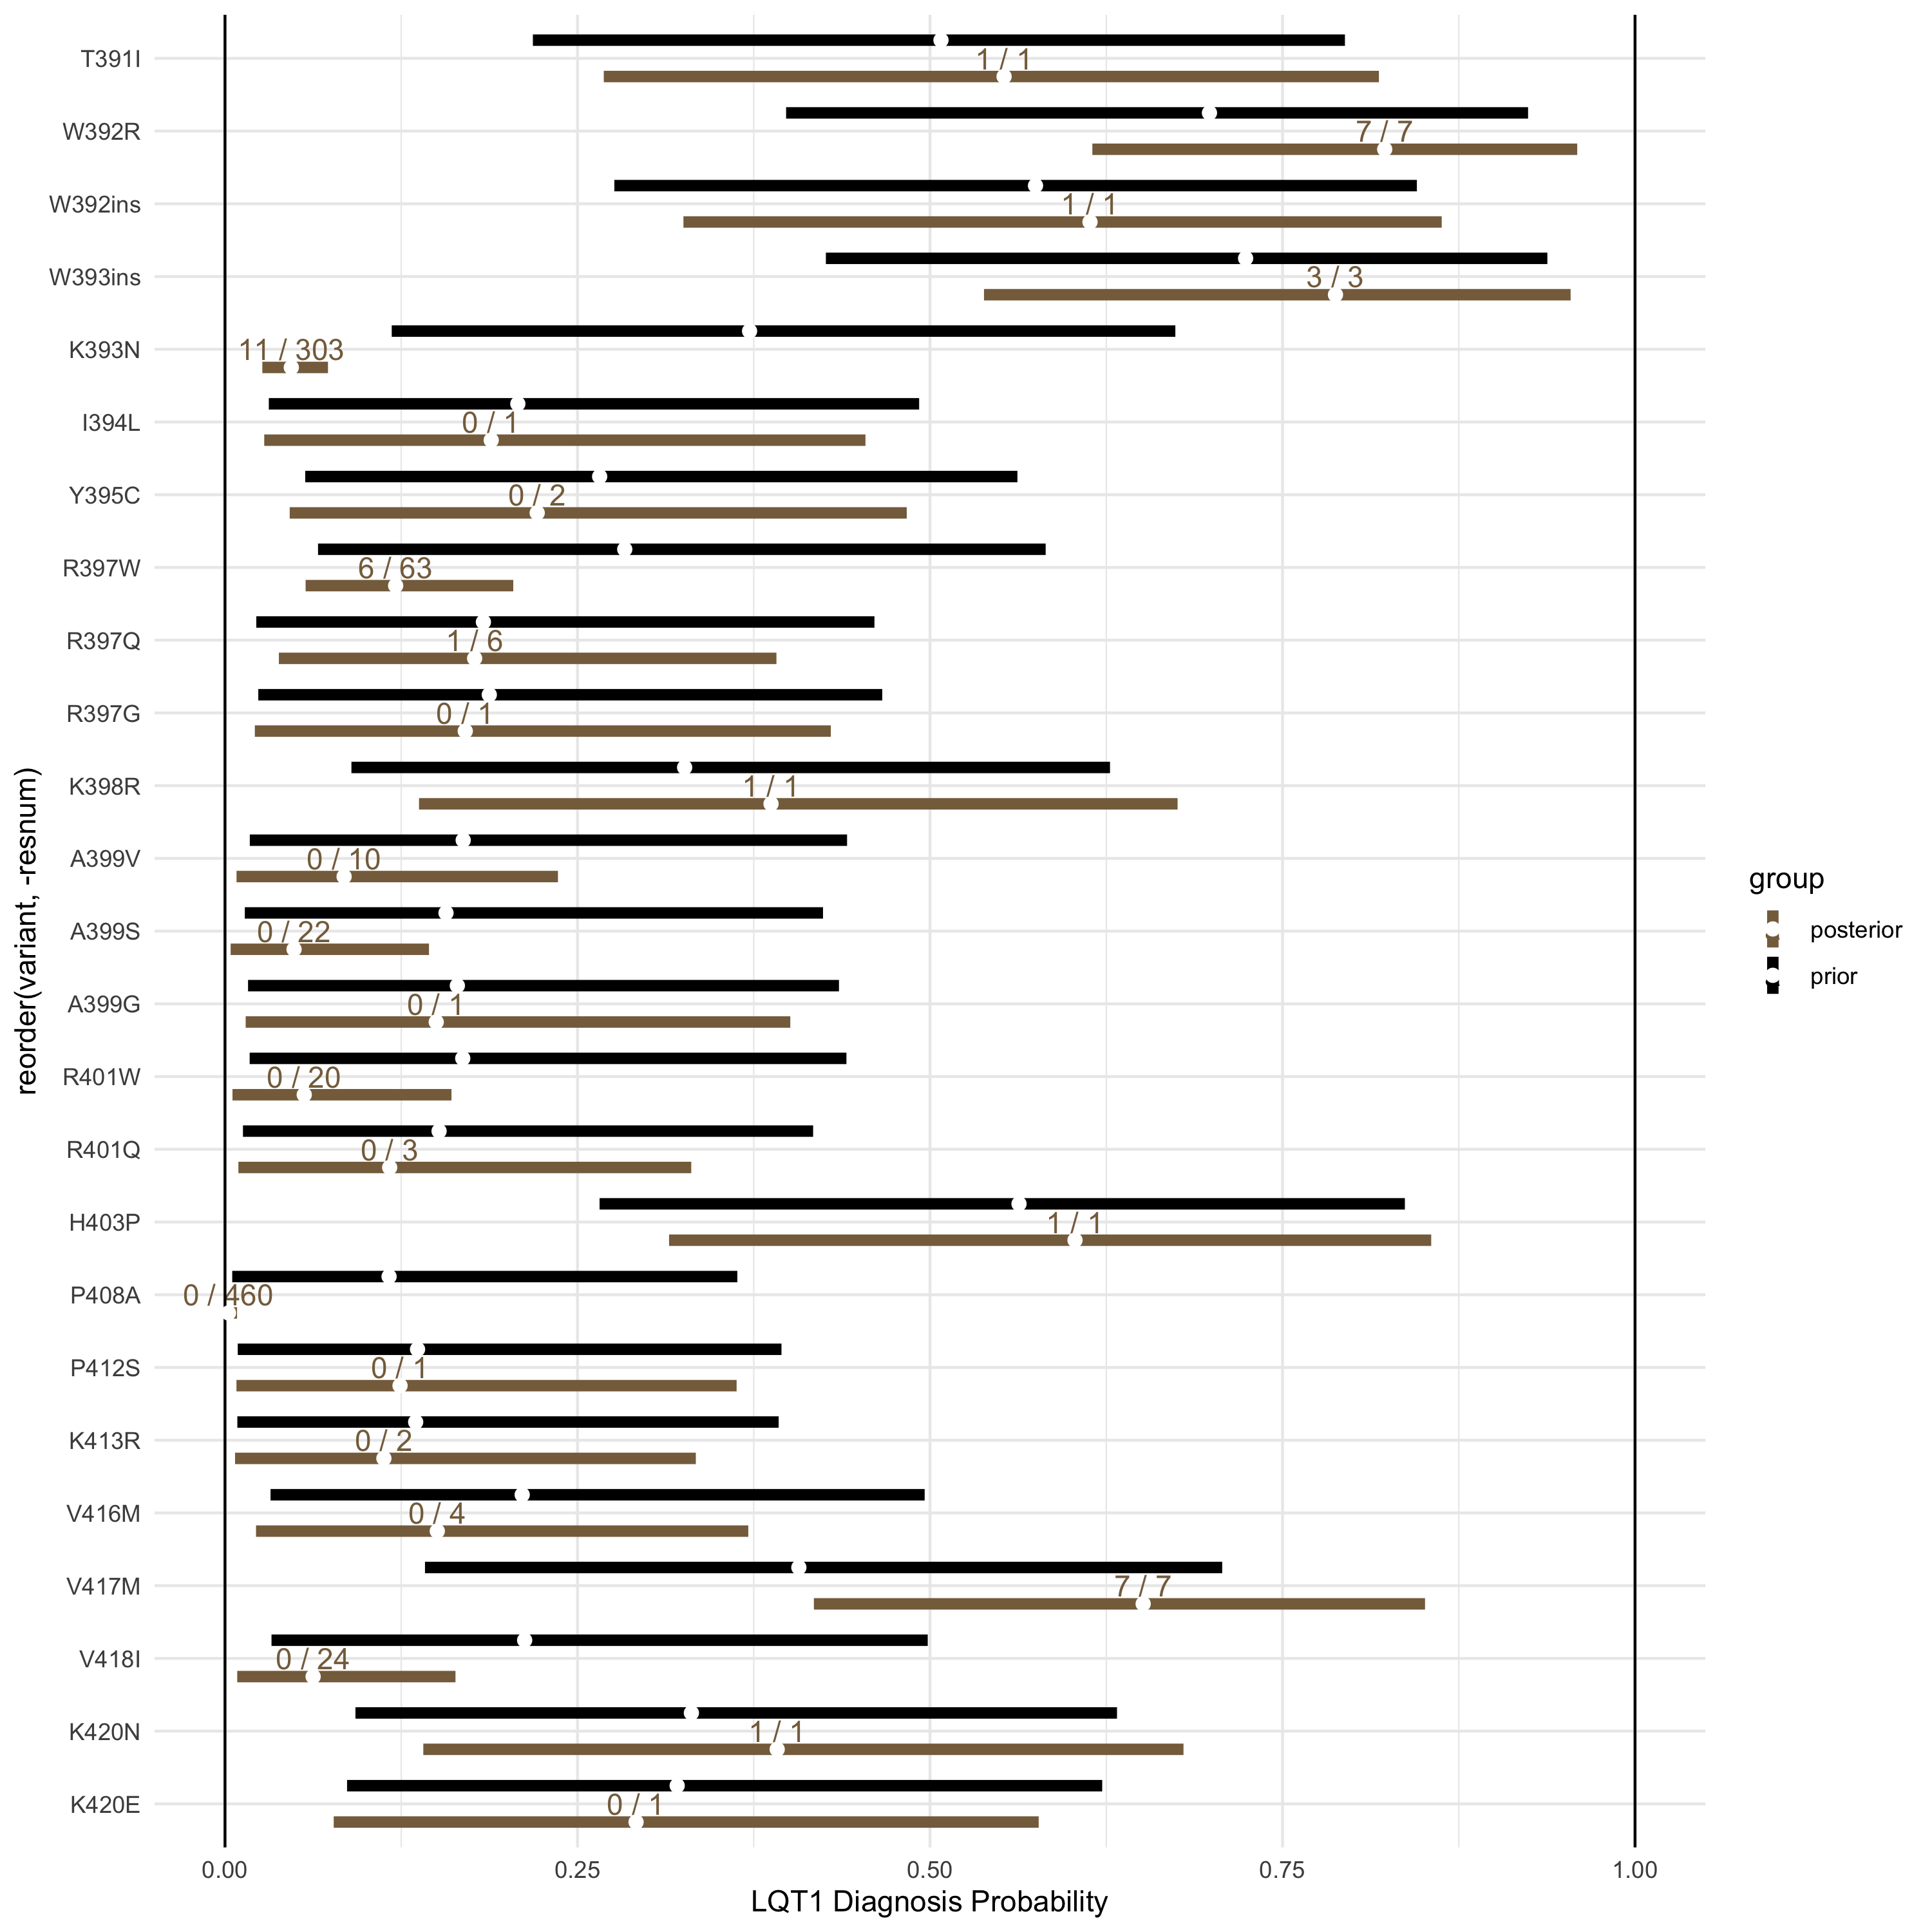 T391I
1 / 1
W392R
7 / 7
W392ins
1 / 1
W393ins
3 / 3
K393N
11 / 303
I394L
0 / 1
Y395C
0 / 2
R397W
6 / 63
R397Q
1 / 6
R397G
0 / 1
K398R
1 / 1
A399V
0 / 10
A399S
0 / 22
A399G
0 / 1
R401W
0 / 20
R401Q
0 / 3
H403P
1 / 1
P408A
0 / 460
P412S
0 / 1
K413R
0 / 2
V416M
0 / 4
V417M
7 / 7
V418I
0 / 24
K420N
1 / 1
K420E
0 / 1
0.00 0.25 0.50 0.75 1.00
LQT1 Diagnosis Probability
reorder(variant, -resnum)
group
posterior
prior